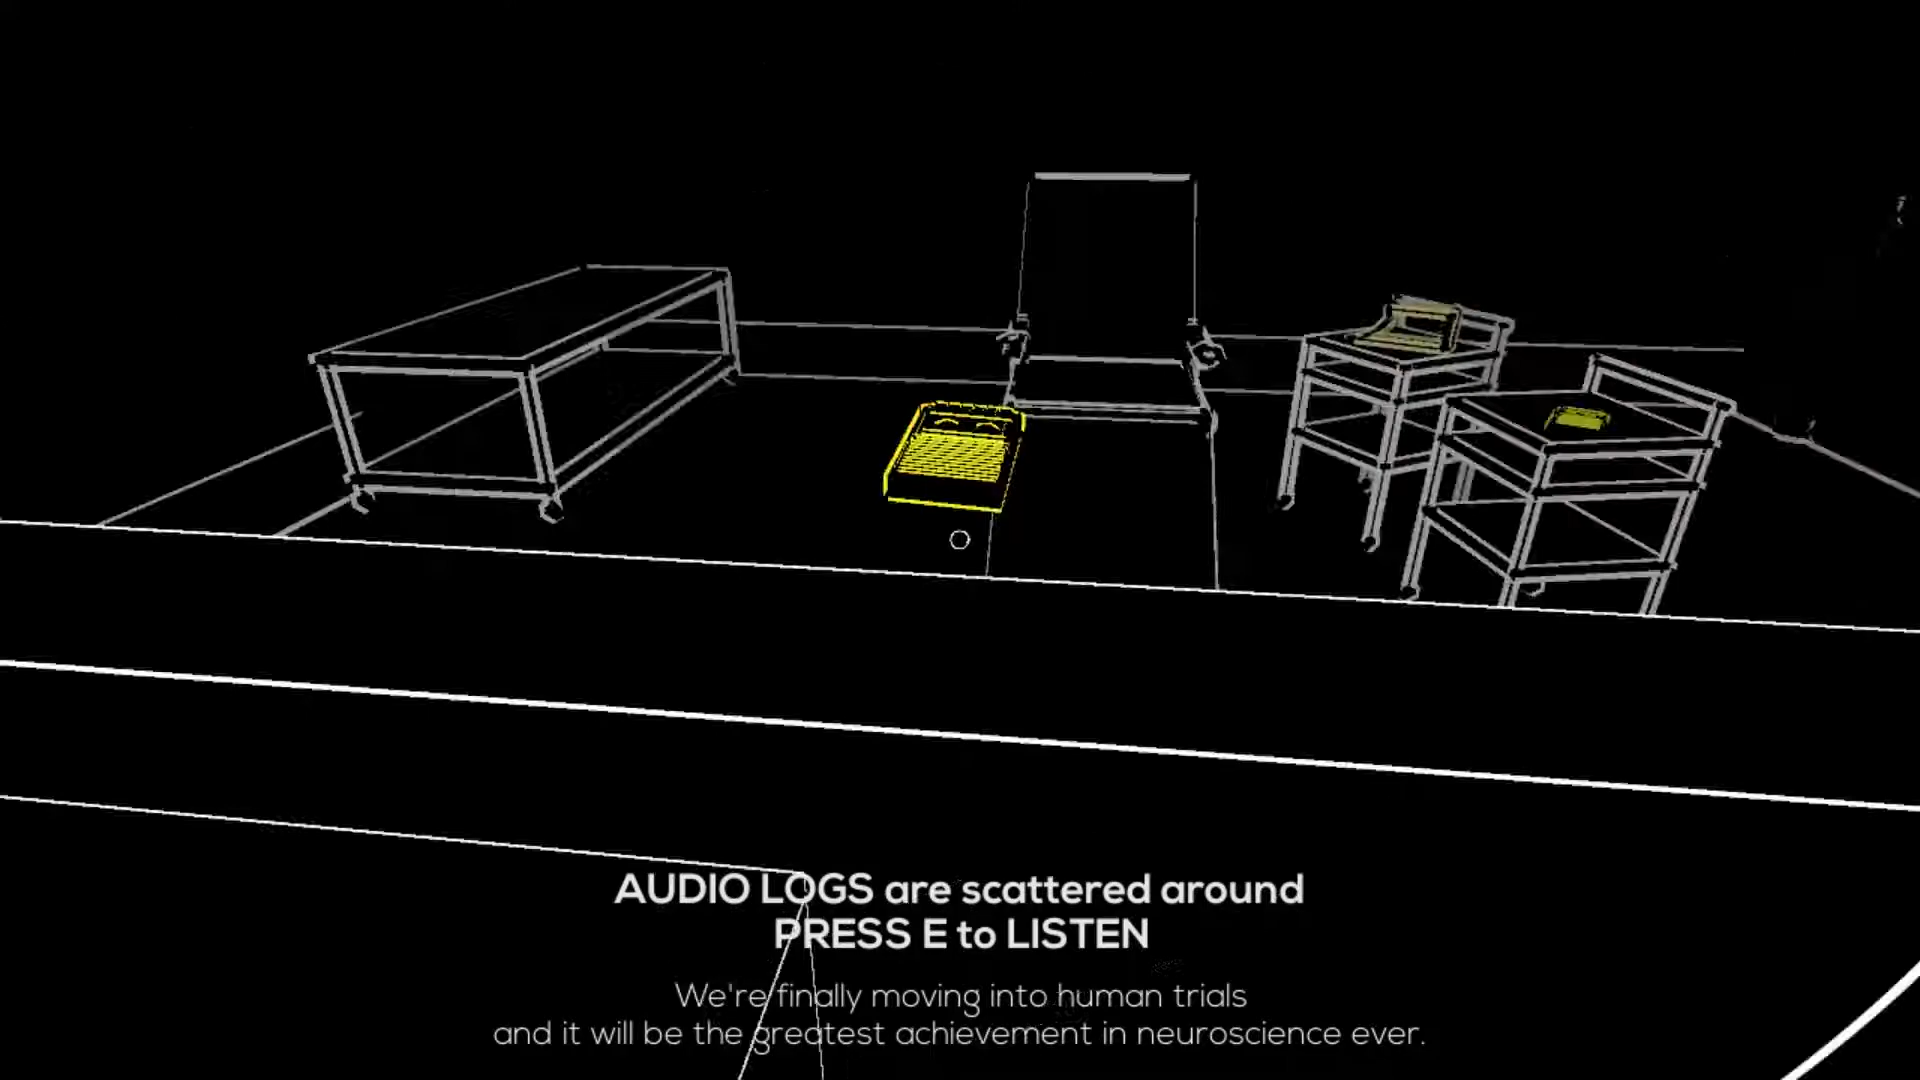 AUDIO LOGS are scattered around
PRESS E to LISTEN
We're finally moving into human trials
and it will be the greatest achievement in neuroscience ever.